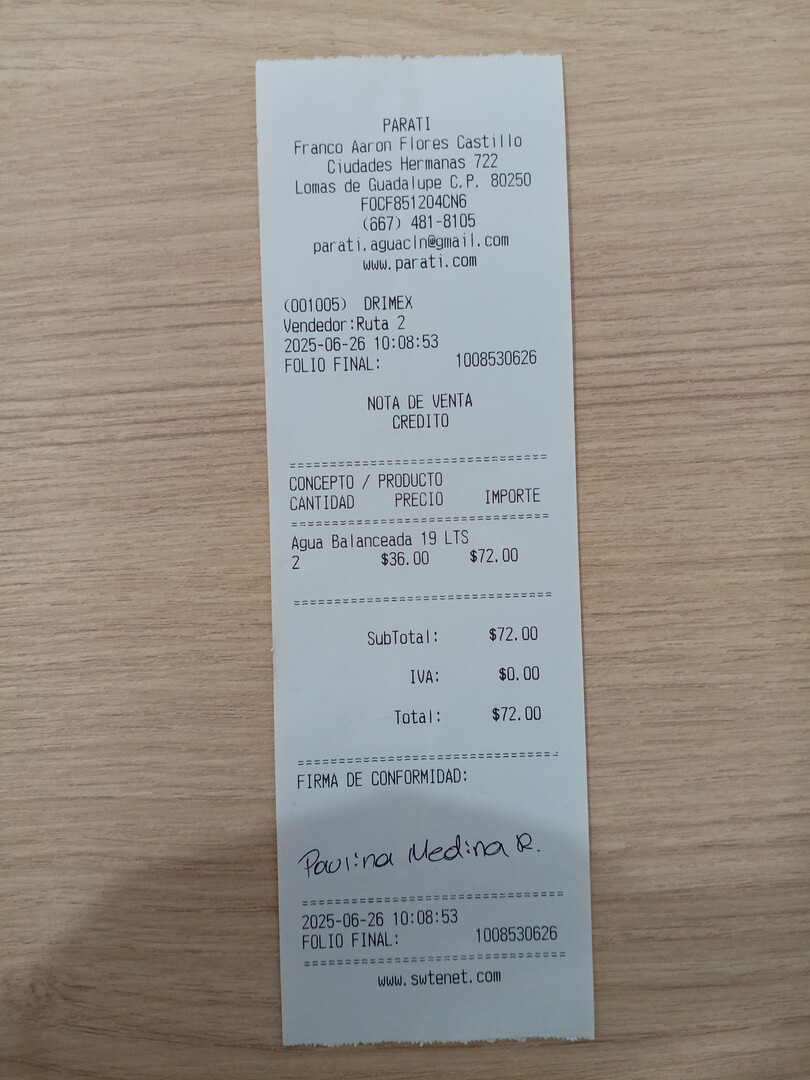 PARATI
Franco Aaron Flores Castillo
Ciudades Hermanas 722
Lomas de Guadalupe C.P. 80250
FOCF851204CN6
(667) 481-8105
parati.aguacln@gmail.com
www.parati.com
(001005) DRIMEX
Vendedor:Ruta 2
2025-06-26 10:08:53
FOLIO FINAL: 1008530626
NOTA DE VENTA
CREDITO
================================
CONCEPTO / PRODUCTO
CANTIDAD PRECIO IMPORTE
================================
Agua Balanceada 19 LTS
2 $36.00 $72.00
================================
SubTotal: $72.00
IVA: $0.00
Total: $72.00
================================
FIRMA DE CONFORMIDAD:
Paulina Medina R.
================================
2025-06-26 10:08:53
FOLIO FINAL: 1008530626
================================
www.swtenet.com